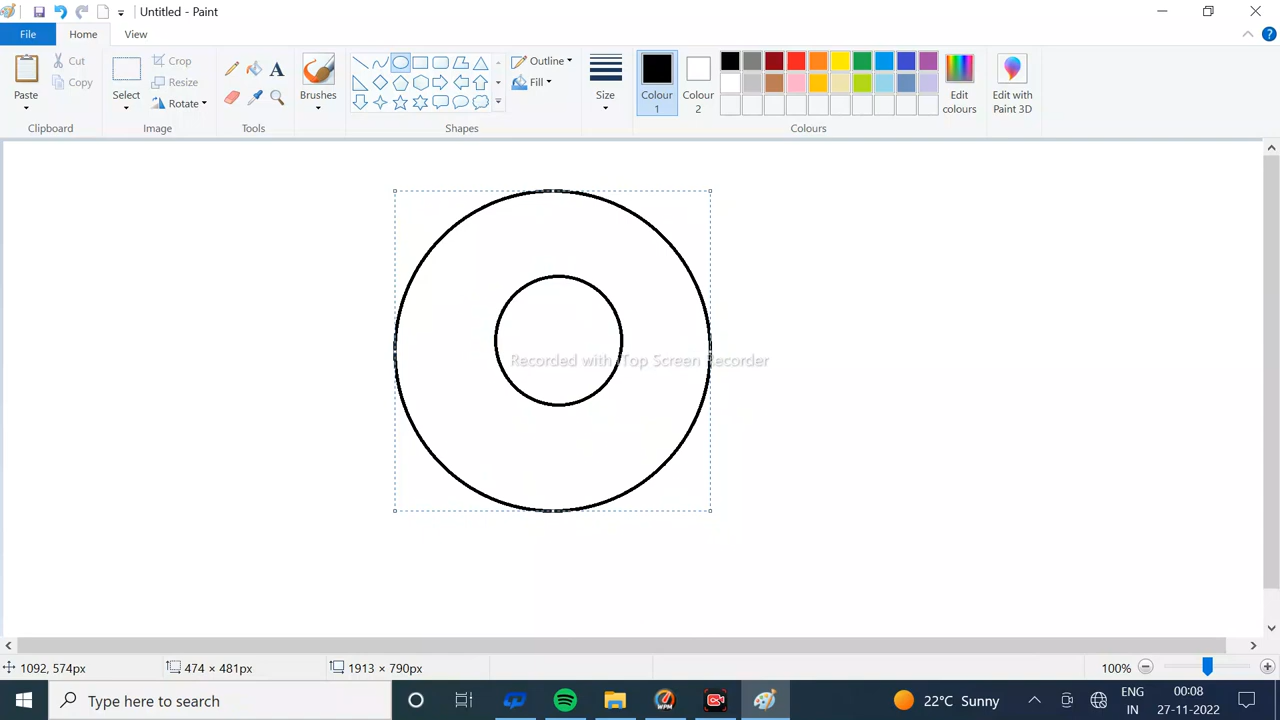 Untitled - Paint
File
Home
View
Paste
Cut
Copy
Clipboard
Select
Crop
Resize
Rotate
Image
A
Tools
Brushes
Shapes
Outline
Fill
Size
Colour 1
Colour 2
Edit colours
Edit with Paint 3D
Colours
Recorded with iTop Screen Recorder
1092, 574px
474 × 481px
1913 × 790px
100%
Type here to search
WPM
22°C Sunny
ENG
IN
00:08
27-11-2022